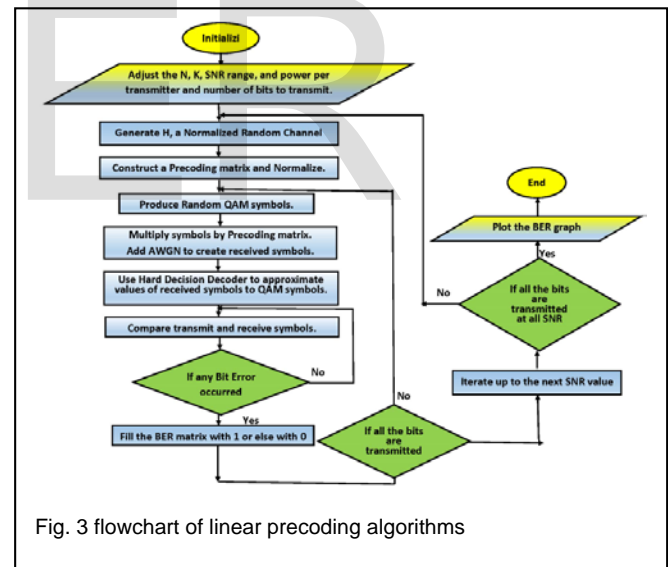 ER
Initializi
Adjust the N, K, SNR range, and power per
transmitter and number of bits to transmit.
Generate H, a Normalized Random Channel
Construct a Precoding matrix and Normalize.
Produce Random QAM symbols.
Multiply symbols by Precoding matrix.
Add AWGN to create received symbols.
Use Hard Decision Decoder to approximate
values of received symbols to QAM symbols.
Compare transmit and receive symbols.
No
If any Bit Error
occurred
Yes
Fill the BER matrix with 1 or else with 0
No
If all the bits
are
transmitted
Iterate up to the next SNR value
No
If all the bits
are
transmitted
at all SNR
Yes
Plot the BER graph
End
Fig. 3 flowchart of linear precoding algorithms